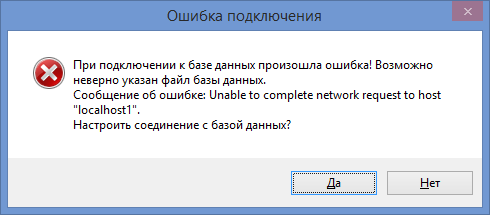 Ошибка подключения
При подключении к базе данных произошла ошибка! Возможно
неверно указан файл базы данных.
Сообщение об ошибке: Unable to complete network request to host
"localhost1".
Настроить соединение с базой данных?
Да
Нет